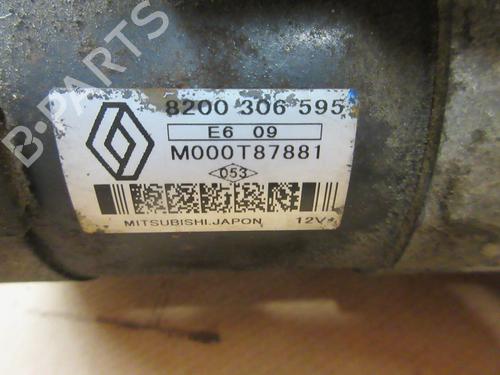 B-PARTS
8200 306 595
E6 09
M000T87881
053
MITSUBISHI.JAPON 12V